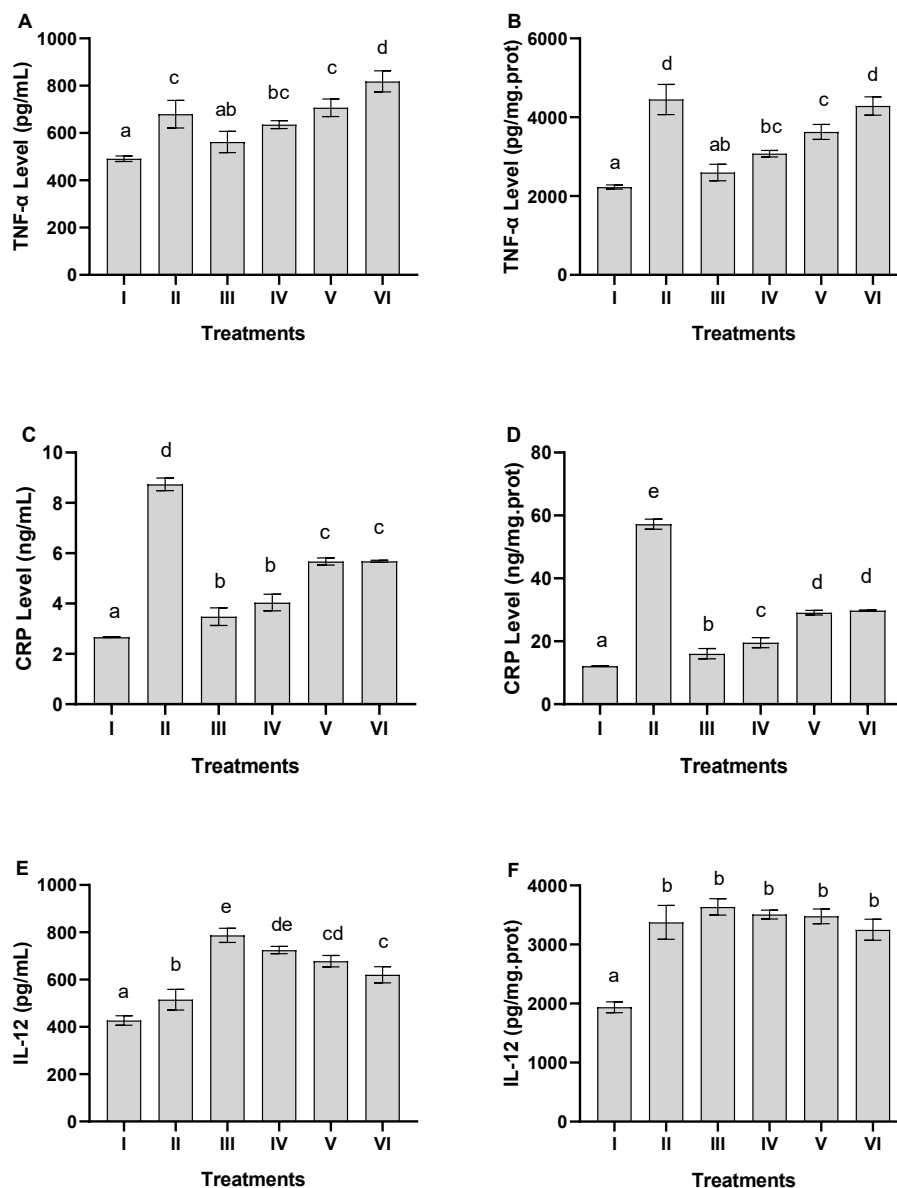 A
TNF-α Level (pg/mL)
1000
800
600
400
200
0
a
c
ab
bc
c
d
I II III IV V VI
Treatments
B
TNF-α Level (pg/mg.prot)
6000
4000
2000
0
a
d
ab
bc
c
d
I II III IV V VI
Treatments
C
CRP Level (ng/mL)
10
8
6
4
2
0
a
d
b
b
c
c
I II III IV V VI
Treatments
D
CRP Level (ng/mg.prot)
80
60
40
20
0
a
e
b
c
d
d
I II III IV V VI
Treatments
E
IL-12 (pg/mL)
1000
800
600
400
200
0
a
b
e
de
cd
c
I II III IV V VI
Treatments
F
IL-12 (pg/mg.prot)
4000
3000
2000
1000
0
a
b
b
b
b
b
I II III IV V VI
Treatments